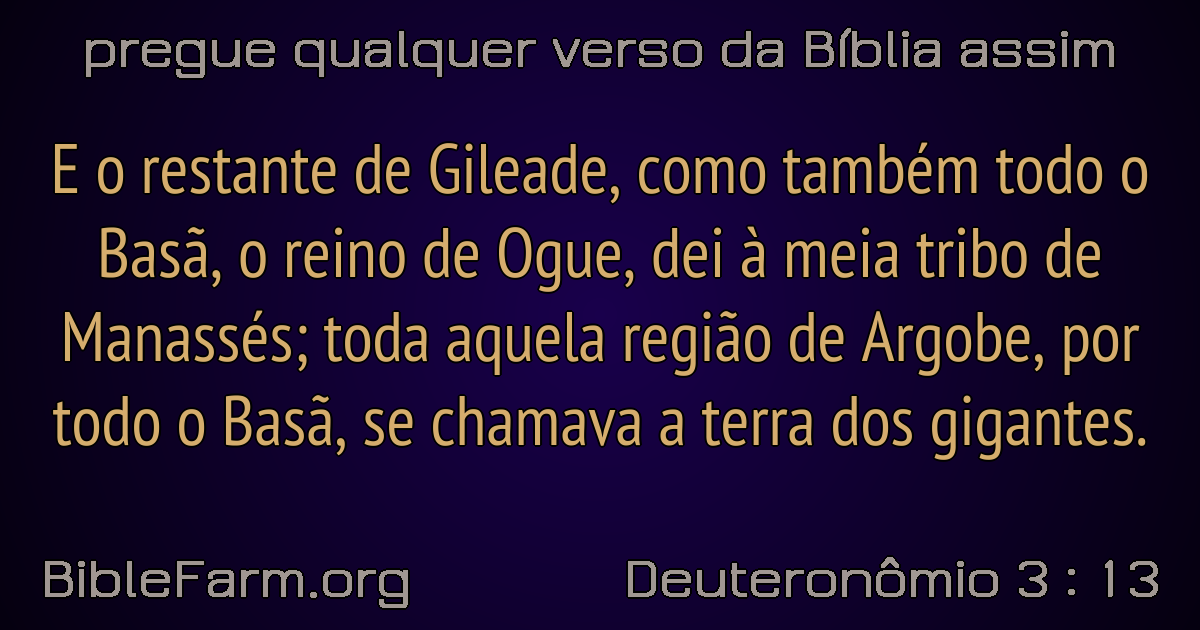 pregue qualquer verso da Bíblia assim
E o restante de Gileade, como também todo o
Basã, o reino de Ogue, dei à meia tribo de
Manassés; toda aquela região de Argobe, por
todo o Basã, se chamava a terra dos gigantes.
BibleFarm.org
Deuteronômio 3 : 13